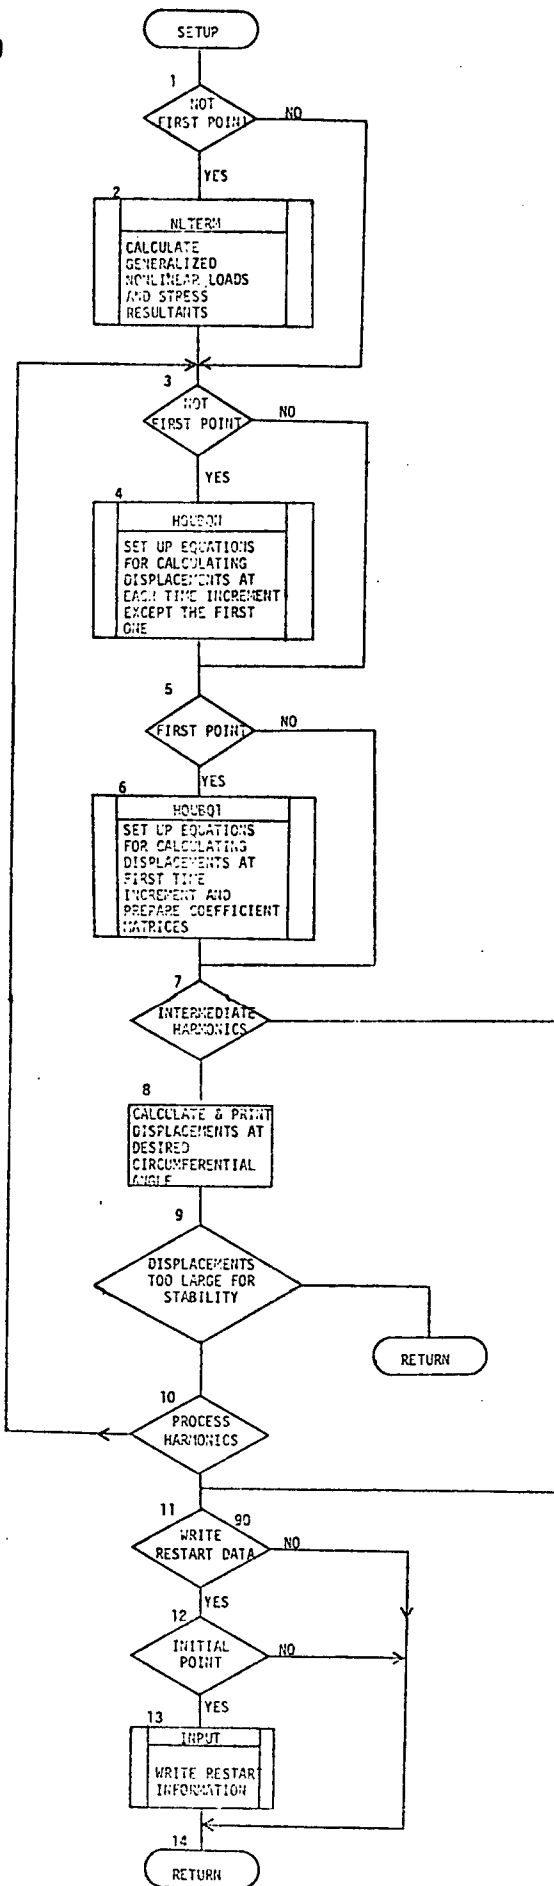 SETUP
1
NOT
FIRST POINT
NO
YES
2
NLTERM
CALCULATE
GENERALIZED
NONLINEAR LOADS
AND STRESS
RESULTANTS
3
NOT
FIRST POINT
NO
YES
4
HOUBQN
SET UP EQUATIONS
FOR CALCULATING
DISPLACEMENTS AT
EACH TIME INCREMENT
EXCEPT THE FIRST
ONE
5
FIRST POINT
NO
YES
6
HOUBQ1
SET UP EQUATIONS
FOR CALCULATING
DISPLACEMENTS AT
FIRST TIME
INCREMENT AND
PREPARE COEFFICIENT
MATRICES
7
INTERMEDIATE
HARMONICS
8
CALCULATE & PRINT
DISPLACEMENTS AT
DESIRED
CIRCUMFERENTIAL
ANGLE
9
DISPLACEMENTS
TOO LARGE FOR
STABILITY
RETURN
10
PROCESS
HARMONICS
11
90
WRITE
RESTART DATA
NO
YES
12
INITIAL
POINT
NO
YES
13
INPUT
WRITE RESTART
INFORMATION
14
RETURN